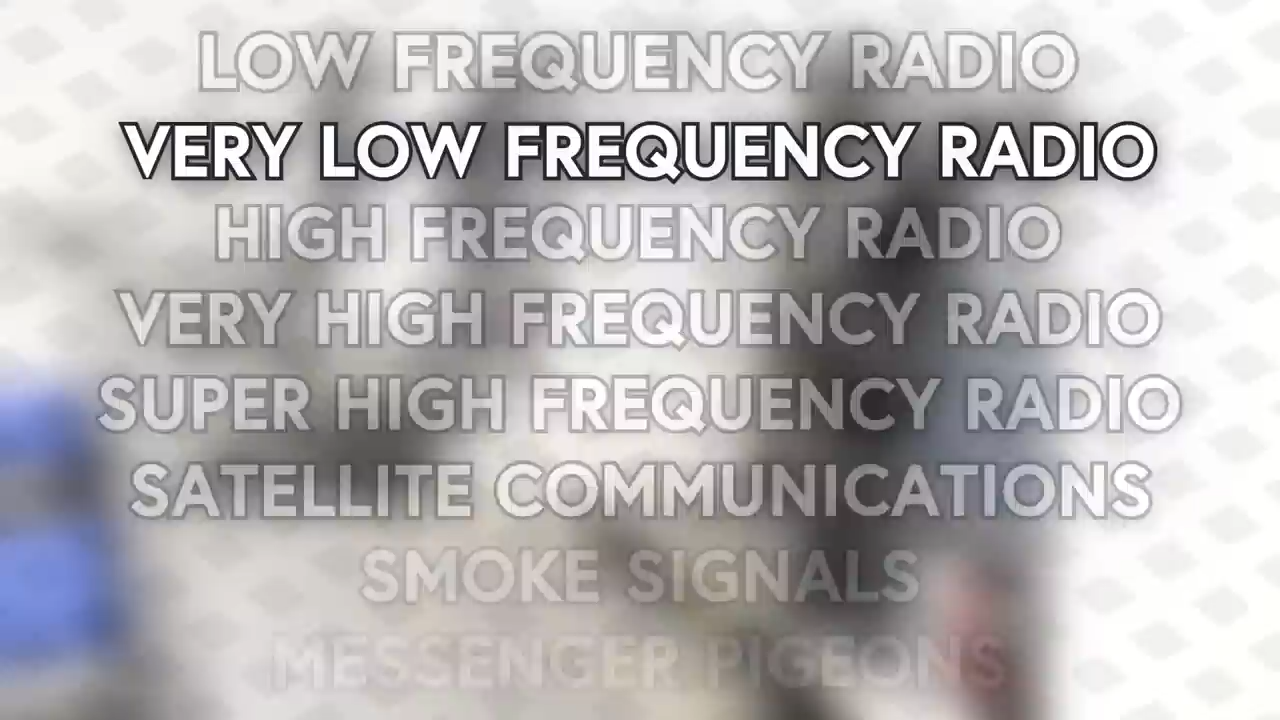 LOW FREQUENCY RADIO
VERY LOW FREQUENCY RADIO
HIGH FREQUENCY RADIO
VERY HIGH FREQUENCY RADIO
SUPER HIGH FREQUENCY RADIO
SATELLITE COMMUNICATIONS
SMOKE SIGNALS
MESSENGER PIGEONS